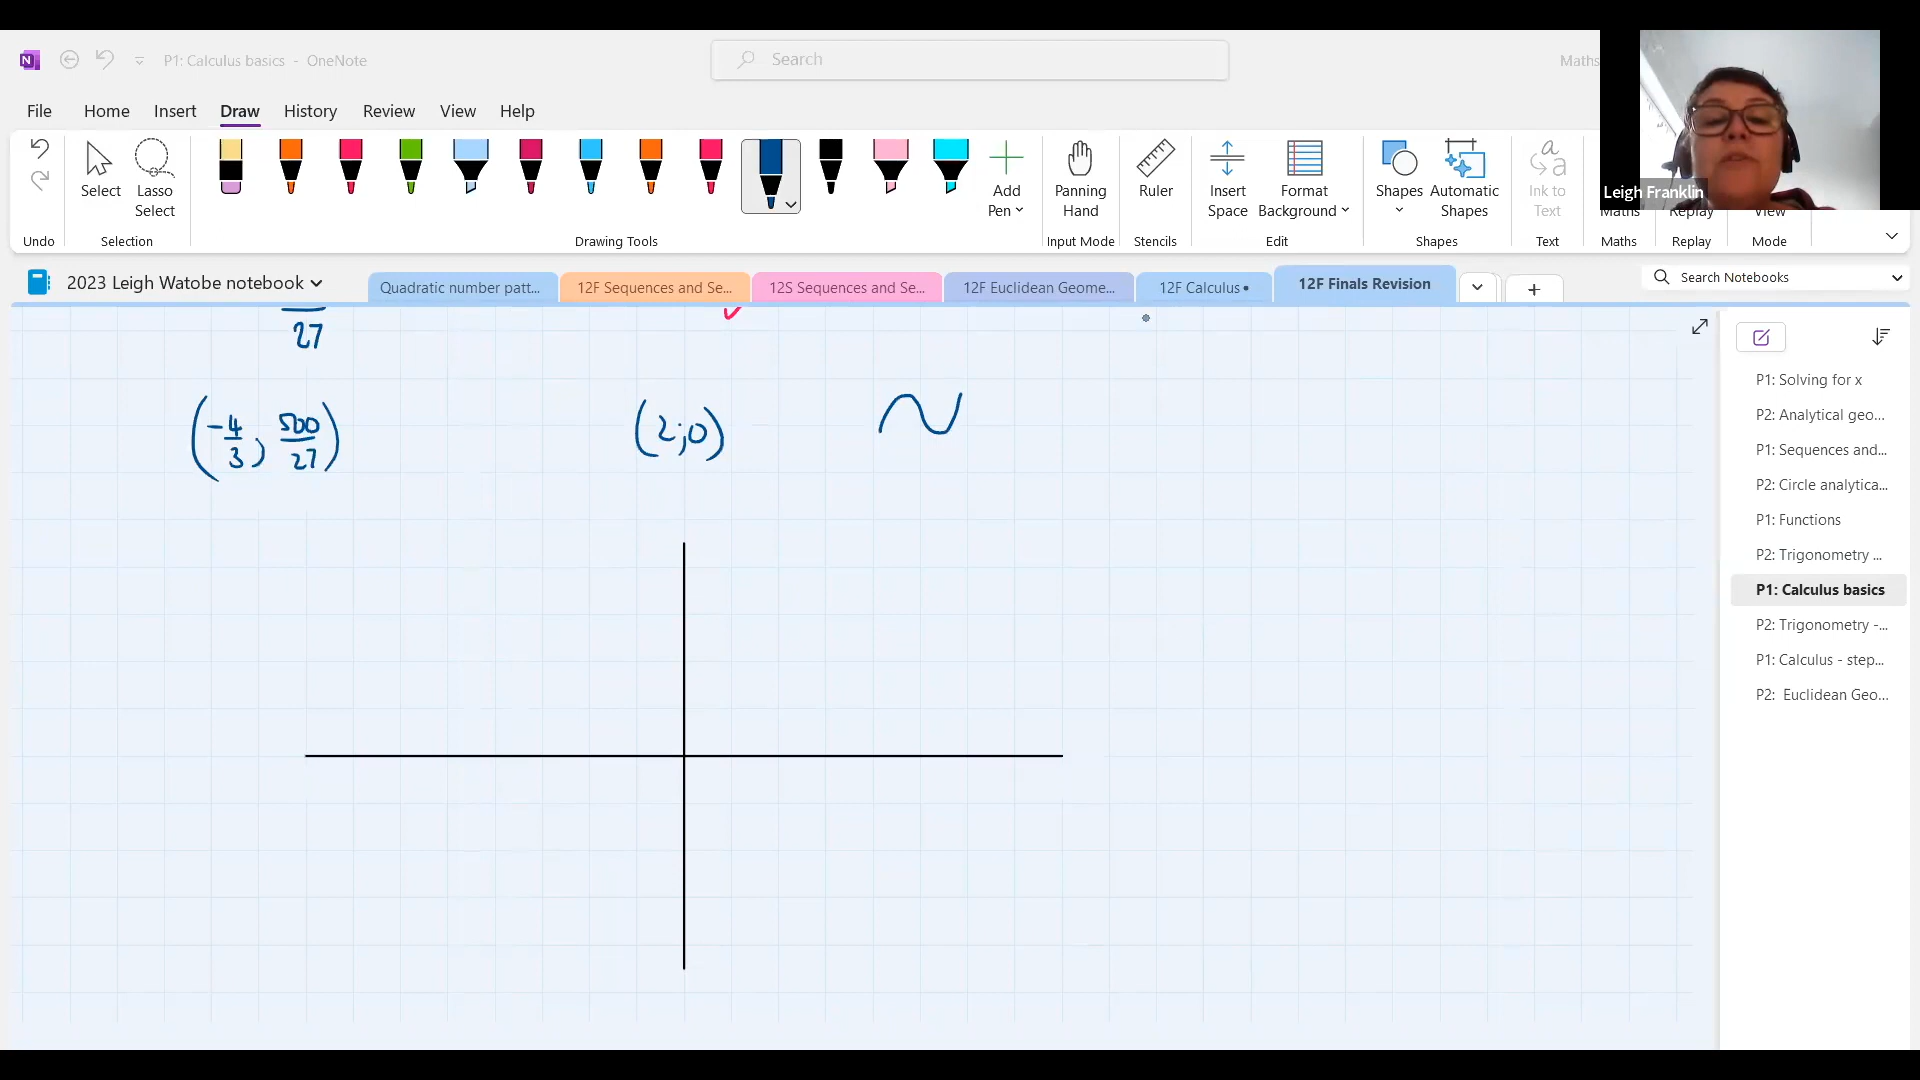 P1: Calculus basics - OneNote
Search
Maths
File Home Insert Draw History Review View Help
Select
Lasso Select
Add Pen
Panning Hand
Ruler
Insert Space
Format Background
Shapes
Automatic Shapes
Ink to Text
Maths
Replay
View
Leigh Franklin
Undo
Selection
Drawing Tools
Input Mode
Stencils
Edit
Shapes
Text
Maths
Replay
Mode
2023 Leigh Watobe notebook
Quadratic number patt...
12F Sequences and Se...
12S Sequences and Se...
12F Euclidean Geome...
12F Calculus
12F Finals Revision
Search Notebooks
27
(-4/3, 500/27)
(2;0)
P1: Solving for x
P2: Analytical geo...
P1: Sequences and...
P2: Circle analytica...
P1: Functions
P2: Trigonometry ...
P1: Calculus basics
P2: Trigonometry -...
P1: Calculus - step...
P2: Euclidean Geo...